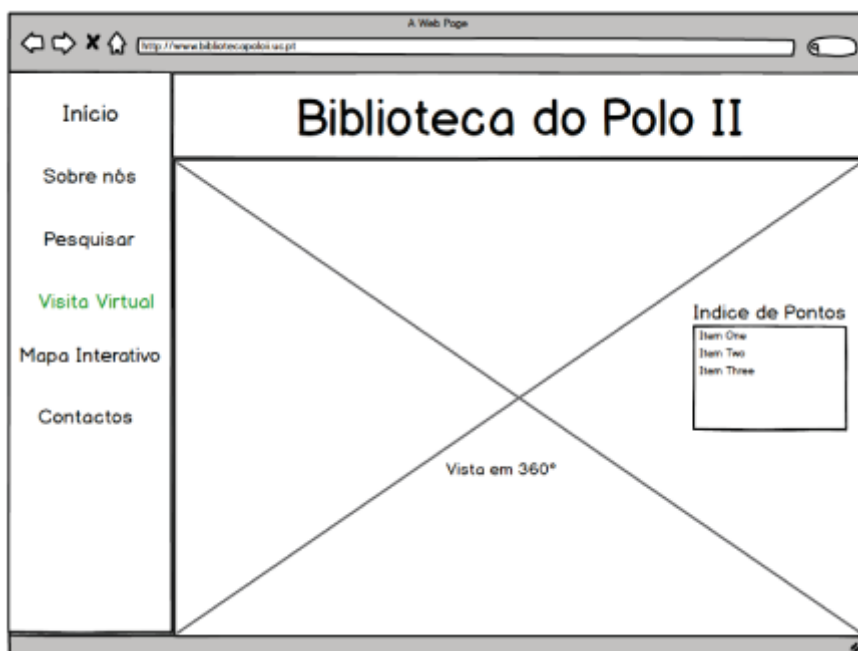 A Web Page
http://www.bibliotecapoloii.uc.pt
Biblioteca do Polo II
Início
Sobre nós
Pesquisar
Visita Virtual
Mapa Interativo
Contactos
Indice de Pontos
Item One
Item Two
Item Three
Vista em 360°